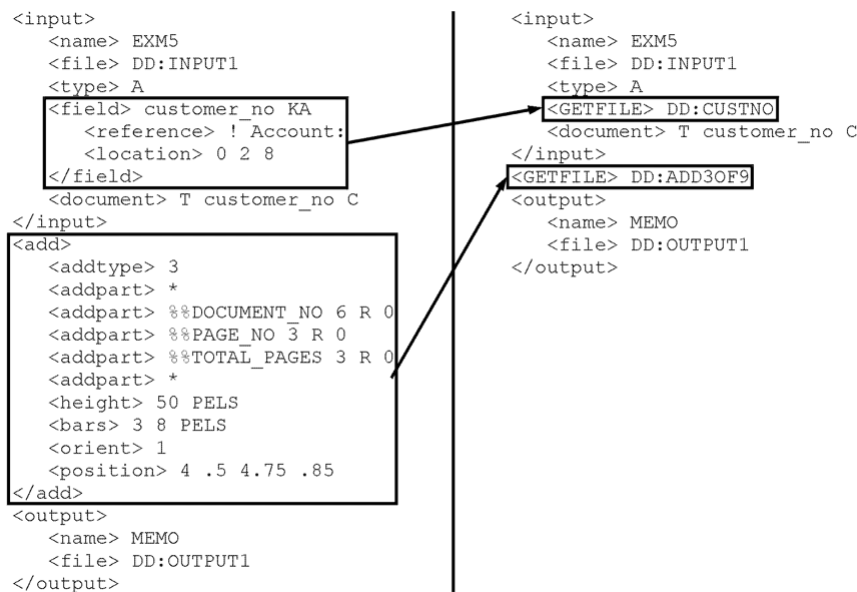 <input>
<name> EXM5
<file> DD:INPUT1
<type> A
<field> customer_no KA
<reference> ! Account:
<location> 0 2 8
</field>
<document> T customer_no C
</input>
<add>
<addtype> 3
<addpart> *
<addpart> %%DOCUMENT_NO 6 R 0
<addpart> %%PAGE_NO 3 R 0
<addpart> %%TOTAL_PAGES 3 R 0
<addpart> *
<height> 50 PELS
<bars> 3 8 PELS
<orient> 1
<position> 4 .5 4.75 .85
</add>
<output>
<name> MEMO
<file> DD:OUTPUT1
</output>
<input>
<name> EXM5
<file> DD:INPUT1
<type> A
<GETFILE> DD:CUSTNO
<document> T customer_no C
</input>
<GETFILE> DD:ADD3OF9
<output>
<name> MEMO
<file> DD:OUTPUT1
</output>